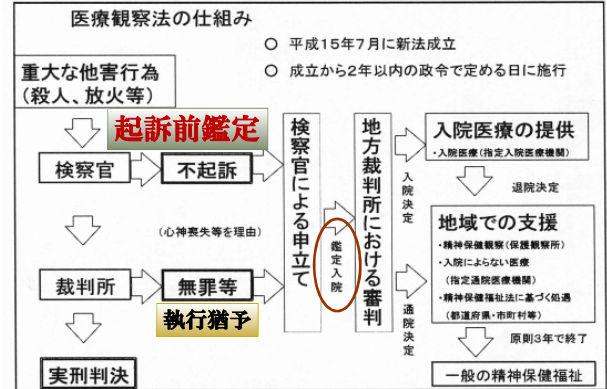 医療観察法の仕組み
○ 平成15年7月に新法成立
○ 成立から2年以内の政令で定める日に施行
重大な他害行為
(殺人、放火等)
起訴前鑑定
検察官
不起訴
(心神喪失等を理由)
裁判所
無罪等
執行猶予
実刑判決
検察官による申立て
鑑定入院
地方裁判所における審判
入院決定
通院決定
入院医療の提供
・入院医療(指定入院医療機関)
退院決定
地域での支援
・精神保健観察(保護観察所)
・入院によらない医療
(指定通院医療機関)
・精神保健福祉法に基づく処遇
(都道府県・市町村等)
原則3年で終了
一般の精神保健福祉